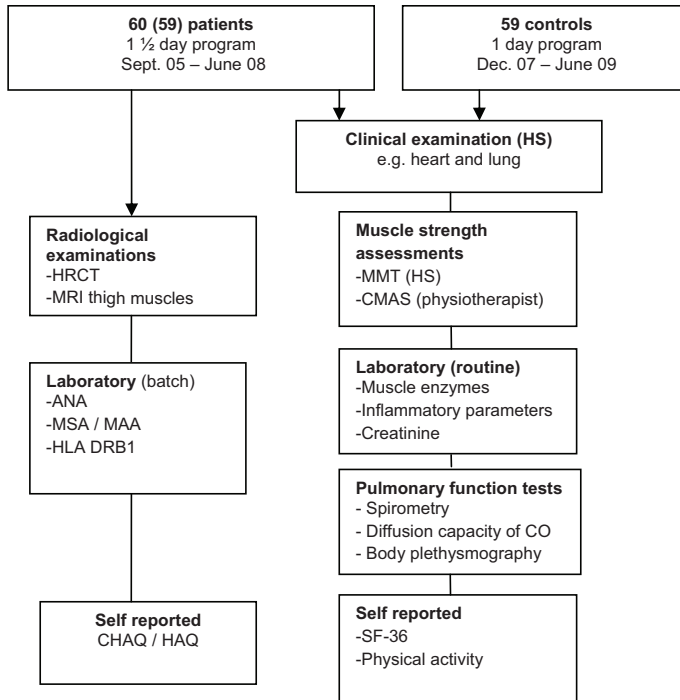 60 (59) patients
1 ½ day program
Sept. 05 – June 08
59 controls
1 day program
Dec. 07 – June 09
Clinical examination (HS)
e.g. heart and lung
Radiological
examinations
-HRCT
-MRI thigh muscles
Muscle strength
assessments
-MMT (HS)
-CMAS (physiotherapist)
Laboratory (batch)
-ANA
-MSA / MAA
-HLA DRB1
Laboratory (routine)
-Muscle enzymes
-Inflammatory parameters
-Creatinine
Pulmonary function tests
- Spirometry
- Diffusion capacity of CO
- Body plethysmography
Self reported
CHAQ / HAQ
Self reported
-SF-36
-Physical activity